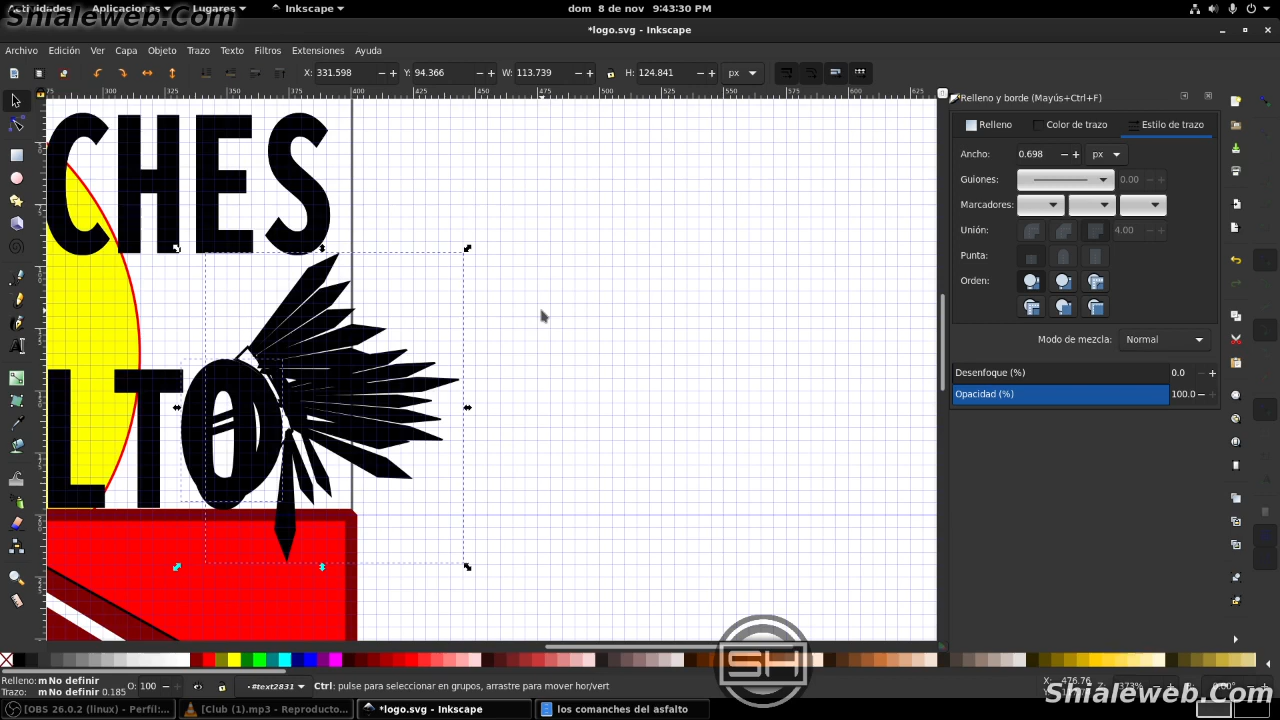 Actividades Aplicaciones Lugares Inkscape dom 8 de nov 9:43:30 PM
Shialeweb.Com
*logo.svg - Inkscape
Archivo Edición Ver Capa Objeto Trazo Texto Filtros Extensiones Ayuda
X: 331.598 Y: 94.366 W: 113.739 H: 124.841 px
Relleno y borde (Mayús+Ctrl+F)
Relleno Color de trazo Estilo de trazo
Ancho: 0.698 px
Guiones: 0.00
Marcadores:
Unión: 4.00
Punta:
Orden:
Modo de mezcla: Normal
Desenfoque (%) 0.0
Opacidad (%) 100.0
CHES
LTO
SH
Relleno: m No definir
Trazo: m No definir 0.185
O: 100
#text2831
Ctrl: pulse para seleccionar en grupos, arrastre para mover hor/vert
X: 476.76
Shialeweb.Com
[OBS 26.0.2 (linux) - Perfil:... [Club (1).mp3 - Reproducto... *logo.svg - Inkscape los comanches del asfalto